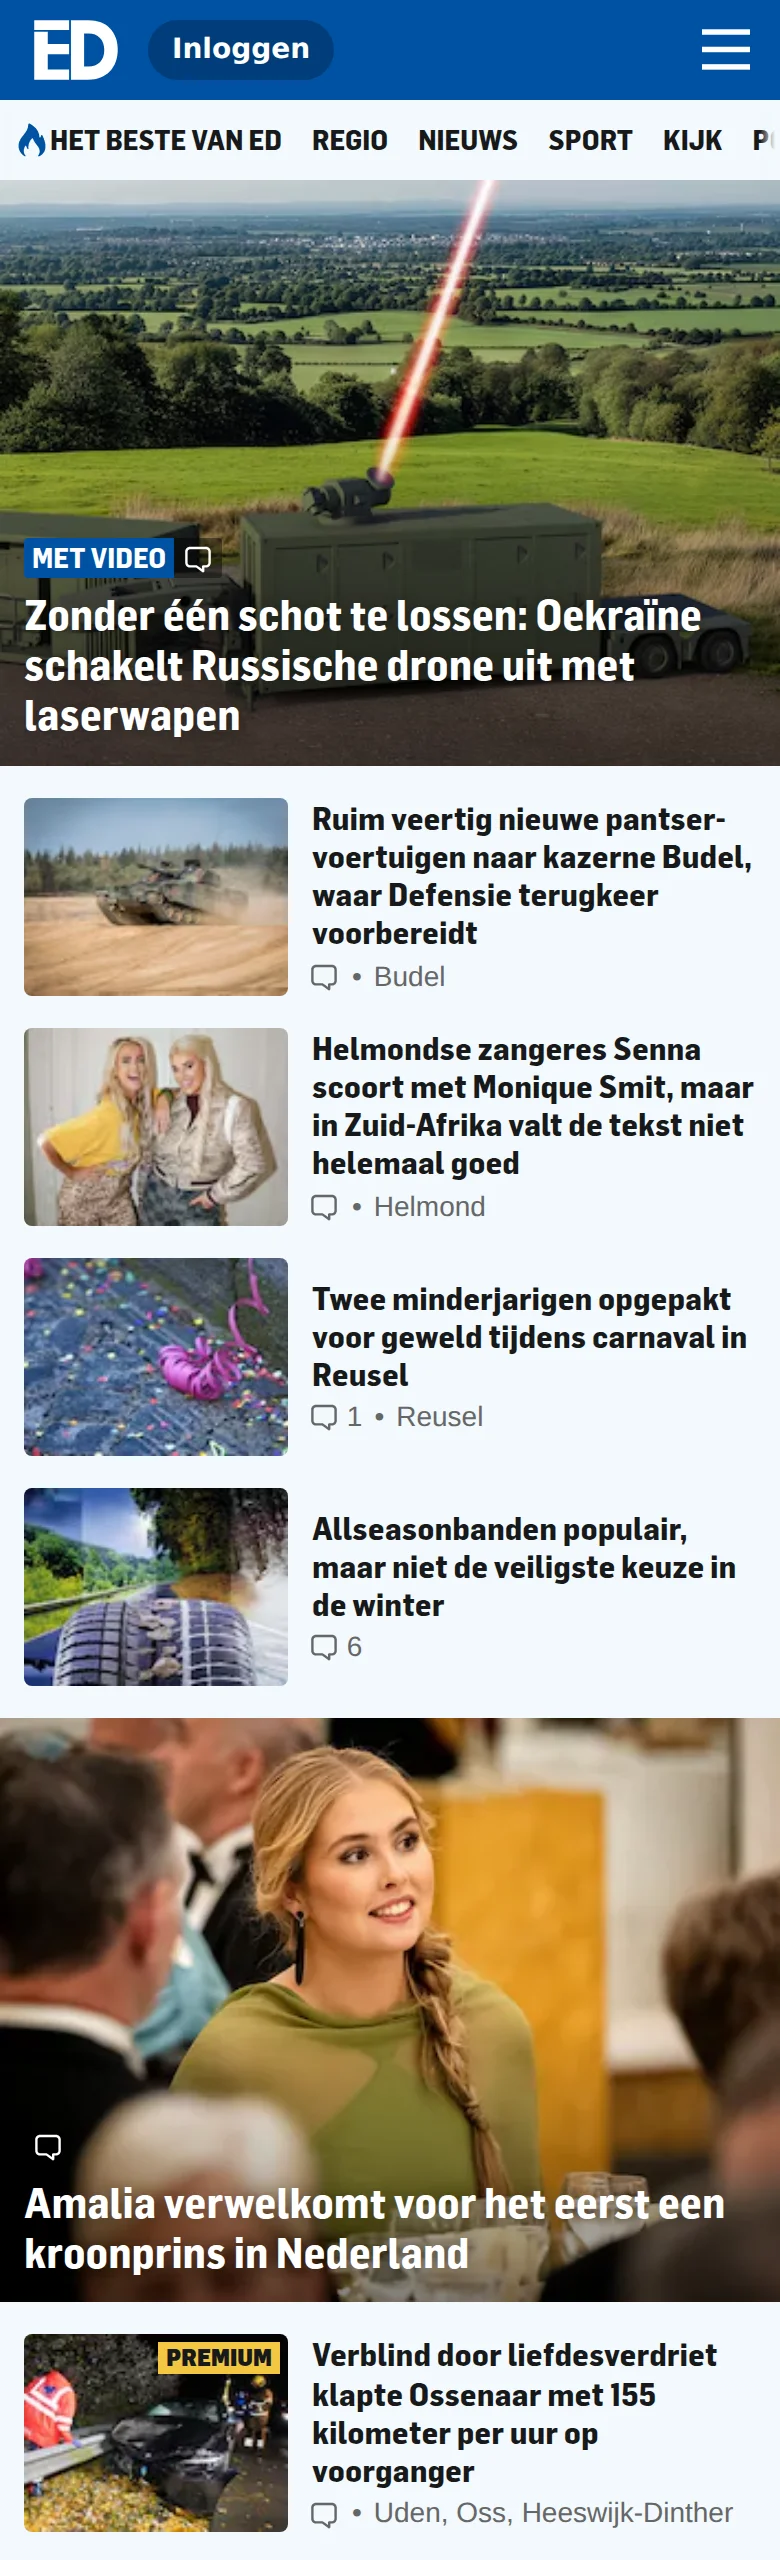 ED Inloggen
HET BESTE VAN ED REGIO NIEUWS SPORT KIJK
MET VIDEO
Zonder één schot te lossen: Oekraïne
schakelt Russische drone uit met
laserwapen
Ruim veertig nieuwe pantser-
voertuigen naar kazerne Budel,
waar Defensie terugkeer
voorbereidt
• Budel
Helmondse zangeres Senna
scoort met Monique Smit, maar
in Zuid-Afrika valt de tekst niet
helemaal goed
• Helmond
Twee minderjarigen opgepakt
voor geweld tijdens carnaval in
Reusel
1 • Reusel
Allseasonbanden populair,
maar niet de veiligste keuze in
de winter
6
Amalia verwelkomt voor het eerst een
kroonprins in Nederland
PREMIUM
Verblind door liefdesverdriet
klapte Ossenaar met 155
kilometer per uur op
voorganger
• Uden, Oss, Heeswijk-Dinther